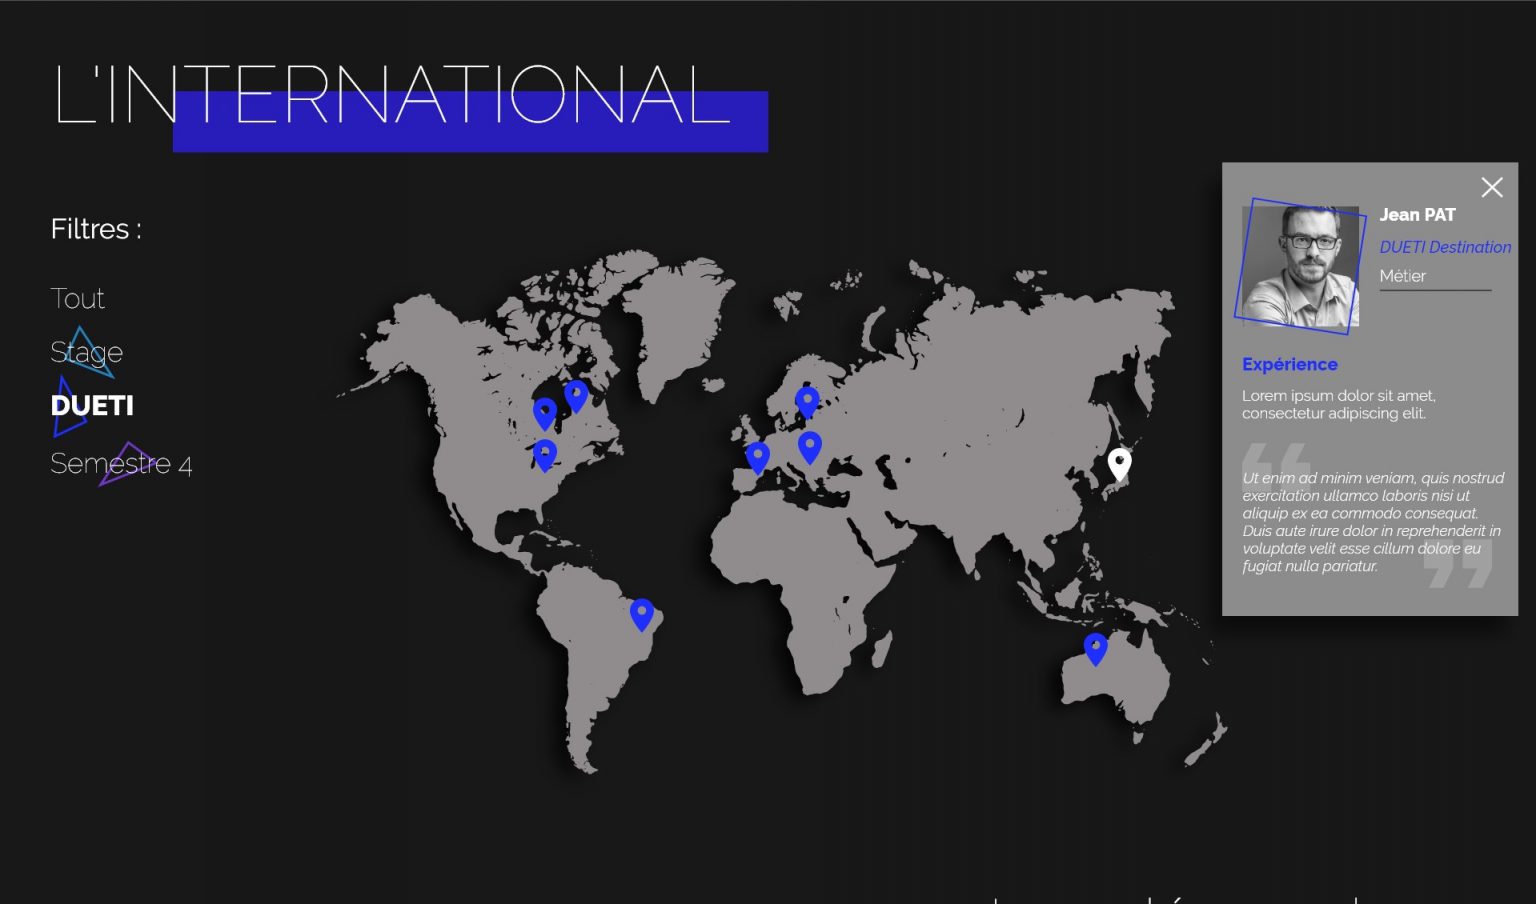 L'INTERNATIONAL
Filtres :
Tout
Stage
DUETI
Semestre 4
Jean PAT
DUETI Destination
Métier
Expérience
Lorem ipsum dolor sit amet,
consectetur adipiscing elit.
Ut enim ad minim veniam, quis nostrud
exercitation ullamco laboris nisi ut
aliquip ex ea commodo consequat.
Duis aute irure dolor in reprehenderit in
voluptate velit esse cillum dolore eu
fugiat nulla pariatur.